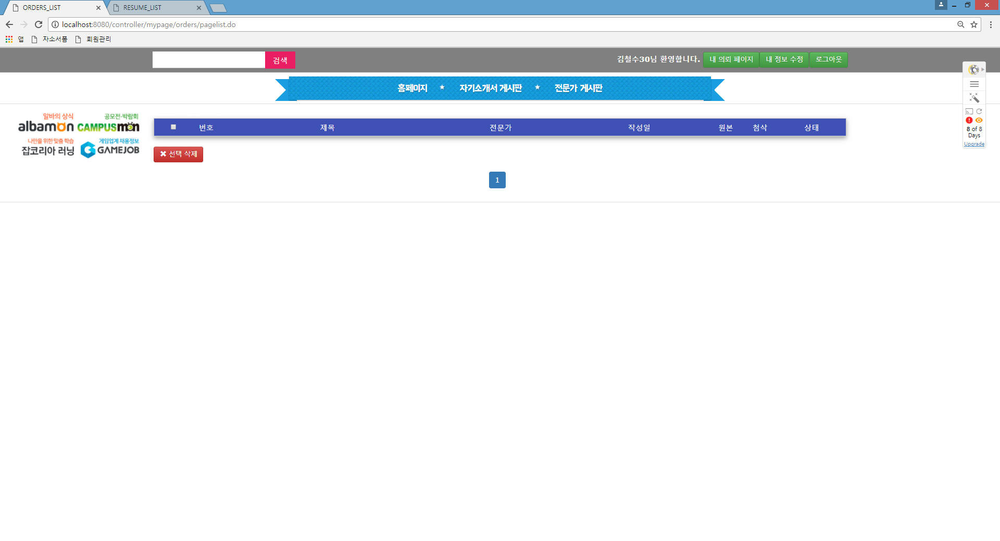 ORDERS_LIST
RESUME_LIST
localhost:8080/controller/mypage/orders/pagelist.do
앱 자소서폼 회원관리
검색
김철수30님 환영합니다. 내 의뢰 페이지 내 정보 수정 로그아웃
홈페이지 ★ 자기소개서 게시판 ★ 전문가 게시판
알바의 상식
albamon
공모전·박람회
CAMPUSmon
나만을 위한 맞춤 학습
잡코리아 러닝
게임업계 채용정보
GAMEJOB
번호 제목 전문가 작성일 원본 첨삭 상태
✖ 선택 삭제
1
8 of 8
Days
Upgrade